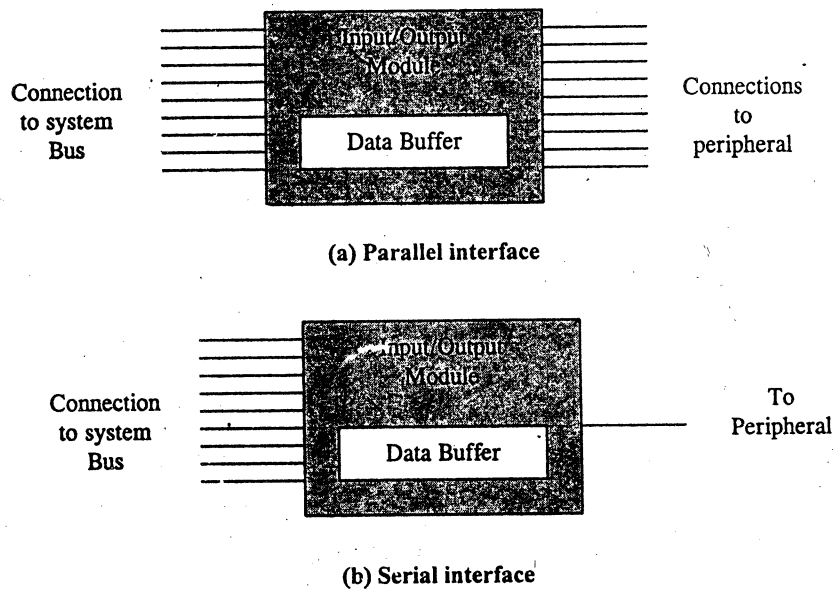 Input/Output
Module
Connection
to system
Bus
Data Buffer
Connections
to
peripheral
(a) Parallel interface
Input/Output
Module
Connection
to system
Bus
Data Buffer
To
Peripheral
(b) Serial interface